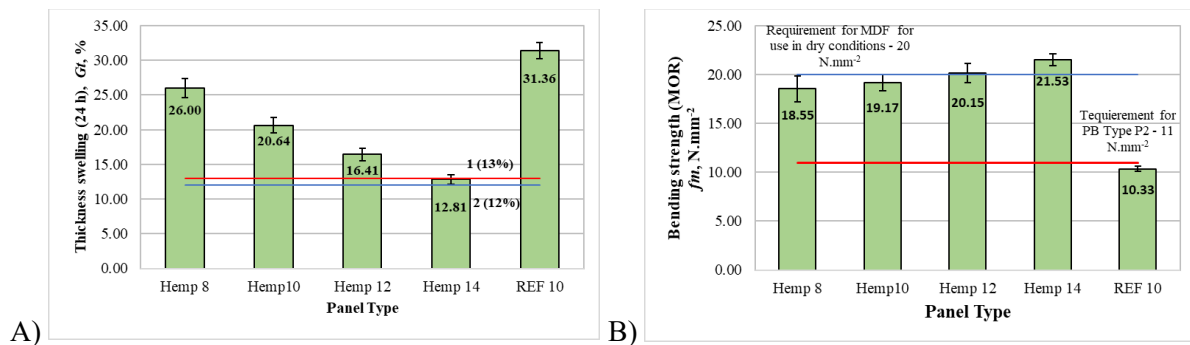 A)
Thickness swelling (24 h), Gt, %
35.00
30.00
25.00
20.00
15.00
10.00
5.00
0.00
26.00
20.64
16.41
12.81
31.36
1 (13%)
2 (12%)
Hemp 8
Hemp10
Hemp 12
Hemp 14
REF 10
Panel Type
B)
Bending strength (MOR)
fm, N.mm-2
25.00
20.00
15.00
10.00
5.00
0.00
Requirement for MDF for
use in dry conditions - 20
N.mm-2
Tequierement for
PB Type P2 - 11
N.mm-2
18.55
19.17
20.15
21.53
10.33
Hemp 8
Hemp10
Hemp 12
Hemp 14
REF 10
Panel Type